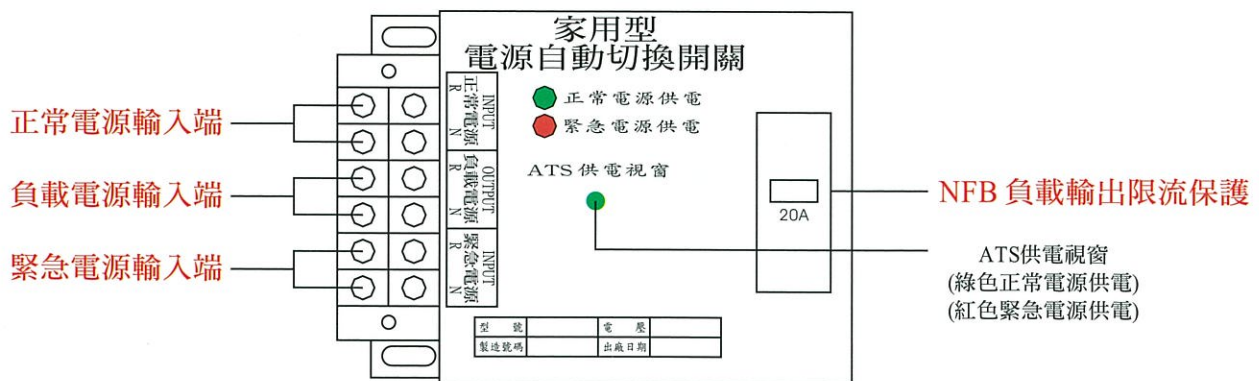 家用型
電源自動切換開關
正常電源供電
緊急電源供電
ATS 供電視窗
20A
INPUT
正常電源
R N
OUTPUT
負載電源
R N
INPUT
緊急電源
R N
正常電源輸入端
負載電源輸入端
緊急電源輸入端
NFB 負載輸出限流保護
ATS供電視窗
(綠色正常電源供電)
(紅色緊急電源供電)
型號 電壓
製造號碼 出廠日期